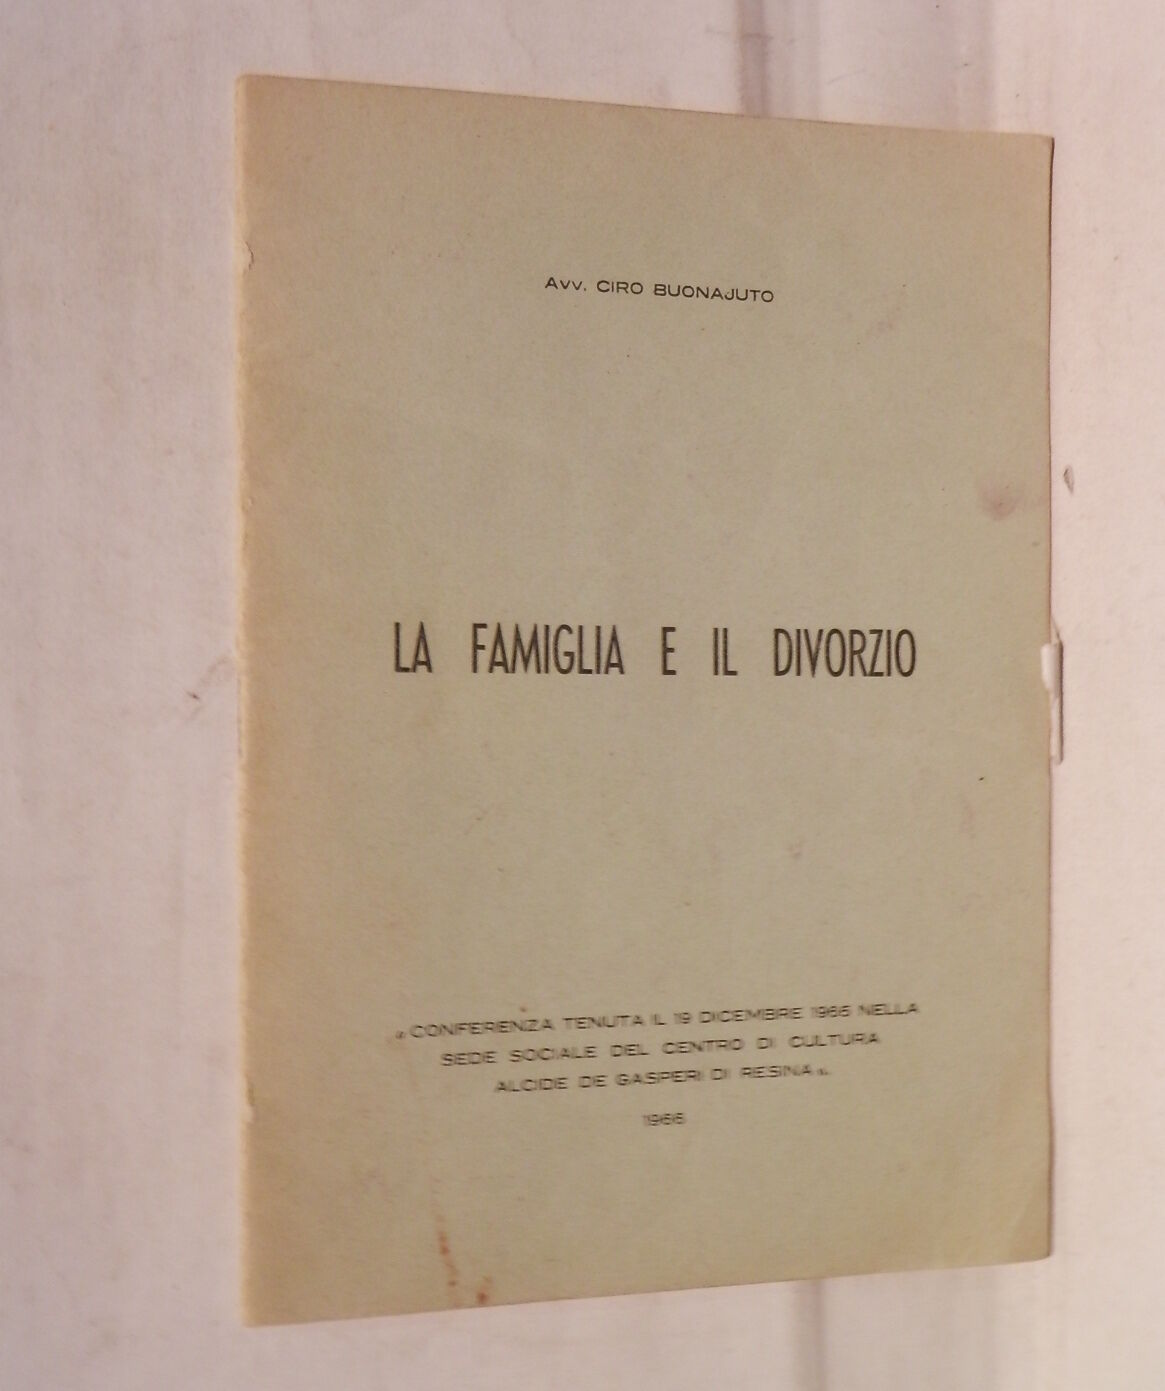 Avv. CIRO BUONAJUTO
LA FAMIGLIA E IL DIVORZIO
« CONFERENZA TENUTA IL 19 DICEMBRE 1966 NELLA
SEDE SOCIALE DEL CENTRO DI CULTURA
ALCIDE DE GASPERI DI RESINA ».
1966